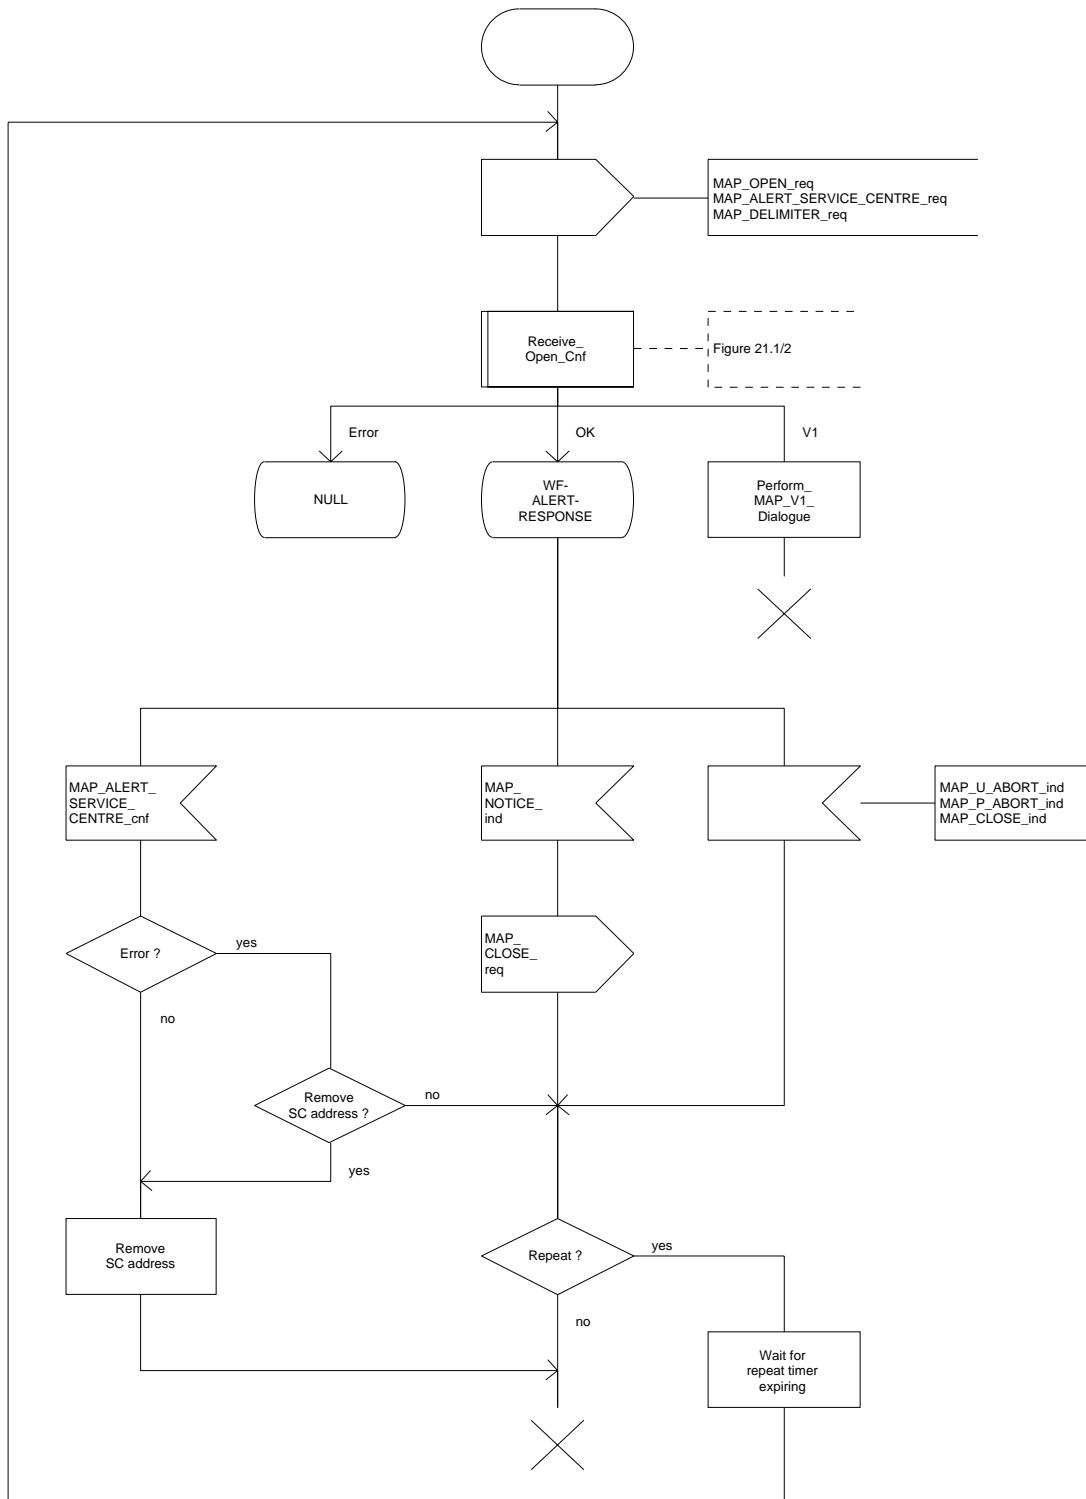 MAP_OPEN_req
MAP_ALERT_SERVICE_CENTRE_req
MAP_DELIMITER_req
Receive_
Open_Cnf
Figure 21.1/2
Error
OK
V1
NULL
WF-
ALERT-
RESPONSE
Perform_
MAP_V1_
Dialogue
MAP_ALERT_
SERVICE_
CENTRE_cnf
MAP_
NOTICE_
ind
MAP_U_ABORT_ind
MAP_P_ABORT_ind
MAP_CLOSE_ind
Error ?
yes
no
MAP_
CLOSE_
req
Remove
SC address ?
no
yes
Remove
SC address
Repeat ?
yes
no
Wait for
repeat timer
expiring